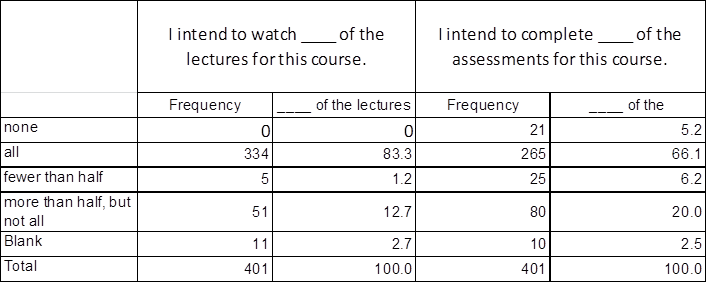 I intend to watch ____ of the
lectures for this course.
I intend to complete ____ of the
assessments for this course.
Frequency ____ of the lectures Frequency ____ of the
none 0 0 21 5.2
all 334 83.3 265 66.1
fewer than half 5 1.2 25 6.2
more than half, but
not all 51 12.7 80 20.0
Blank 11 2.7 10 2.5
Total 401 100.0 401 100.0